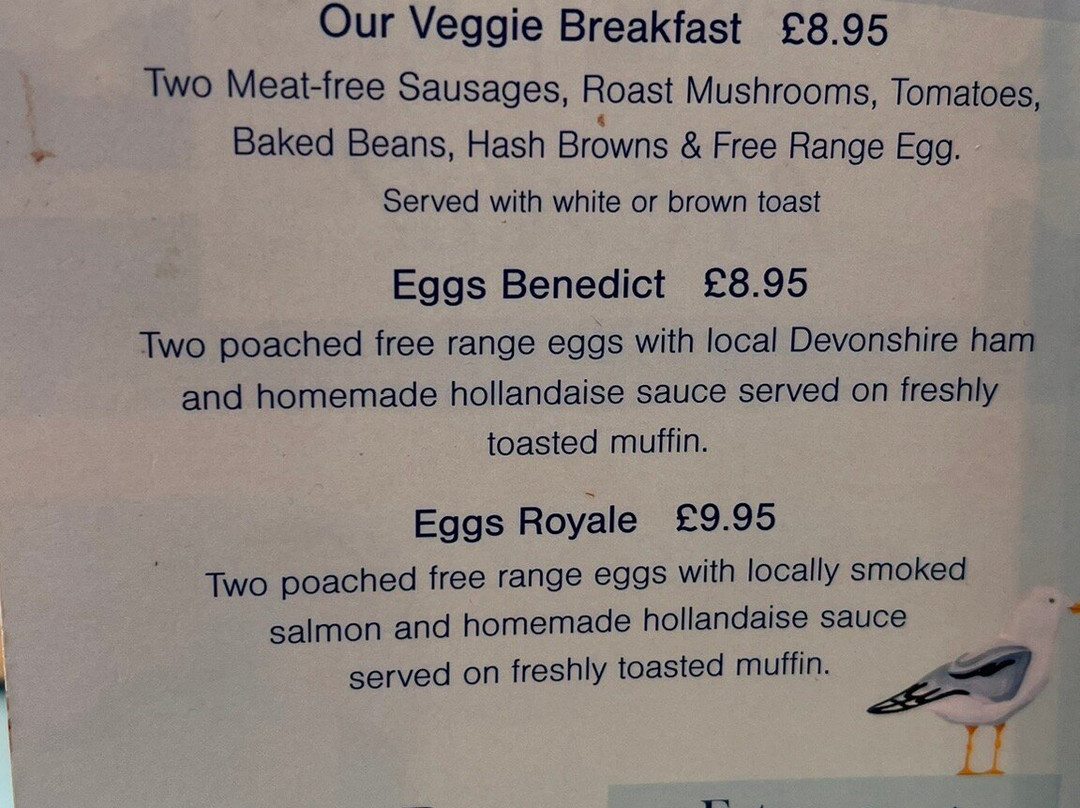 Our Veggie Breakfast £8.95
Two Meat-free Sausages, Roast Mushrooms, Tomatoes,
Baked Beans, Hash Browns & Free Range Egg.
Served with white or brown toast
Eggs Benedict £8.95
Two poached free range eggs with local Devonshire ham
and homemade hollandaise sauce served on freshly
toasted muffin.
Eggs Royale £9.95
Two poached free range eggs with locally smoked
salmon and homemade hollandaise sauce
served on freshly toasted muffin.